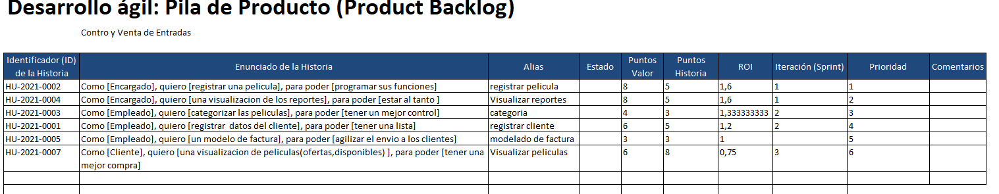 Desarrollo ágil: Pila de Producto (Product Backlog)
Contro y Venta de Entradas
Identificador (ID) de la Historia Enunciado de la Historia Alias Estado Puntos Valor Puntos Historia ROI Iteración (Sprint) Prioridad Comentarios
HU-2021-0002 Como [Encargado], quiero [registrar una pelicula], para poder [programar sus funciones] registrar pelicula 8 5 1,6 1 1
HU-2021-0004 Como [Encargado], quiero [una visualizacion de los reportes], para poder [estar al tanto ] Visualizar reportes 8 5 1,6 1 2
HU-2021-0003 Como [Empleado], quiero [categorizar las peliculas], para poder [tener un mejor control] categoria 4 3 1,333333333 2 3
HU-2021-0001 Como [Empleado], quiero [registrar  datos del cliente], para poder [tener una lista] registrar cliente 6 5 1,2 2 4
HU-2021-0005 Como [Empleado], quiero [un modelo de factura], para poder [agilizar el envio a los clientes] modelado de factura 3 3 1 5
HU-2021-0007 Como [Cliente], quiero [una visualizacion de peliculas(ofertas,disponibles) ], para poder [tener una mejor compra] Visualizar peliculas 6 8 0,75 3 6